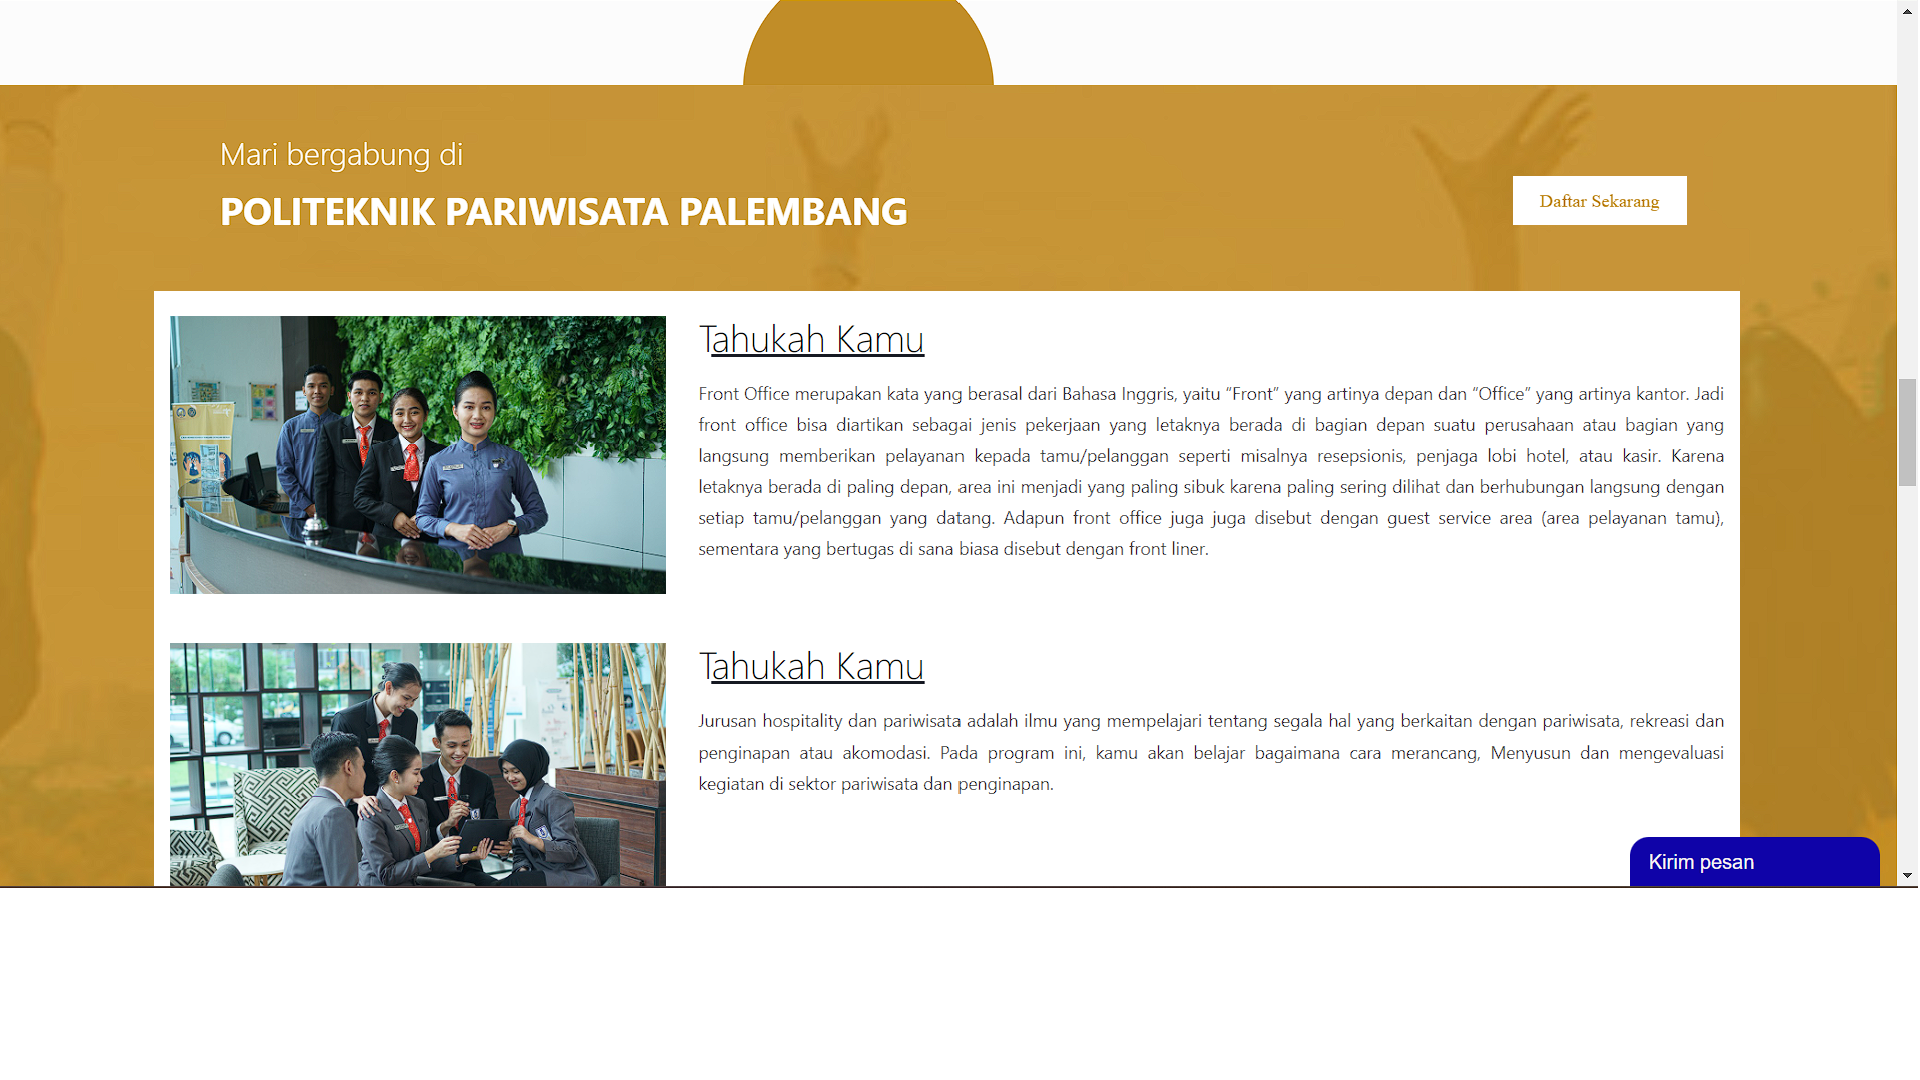 Mari bergabung di
POLITEKNIK PARIWISATA PALEMBANG
Daftar Sekarang
Tahukah Kamu
Front Office merupakan kata yang berasal dari Bahasa Inggris, yaitu “Front” yang artinya depan dan “Office” yang artinya kantor. Jadi
front office bisa diartikan sebagai jenis pekerjaan yang letaknya berada di bagian depan suatu perusahaan atau bagian yang
langsung memberikan pelayanan kepada tamu/pelanggan seperti misalnya resepsionis, penjaga lobi hotel, atau kasir. Karena
letaknya berada di paling depan, area ini menjadi yang paling sibuk karena paling sering dilihat dan berhubungan langsung dengan
setiap tamu/pelanggan yang datang. Adapun front office juga juga disebut dengan guest service area (area pelayanan tamu),
sementara yang bertugas di sana biasa disebut dengan front liner.
Tahukah Kamu
Jurusan hospitality dan pariwisata adalah ilmu yang mempelajari tentang segala hal yang berkaitan dengan pariwisata, rekreasi dan
penginapan atau akomodasi. Pada program ini, kamu akan belajar bagaimana cara merancang, Menyusun dan mengevaluasi
kegiatan di sektor pariwisata dan penginapan.
Kirim pesan